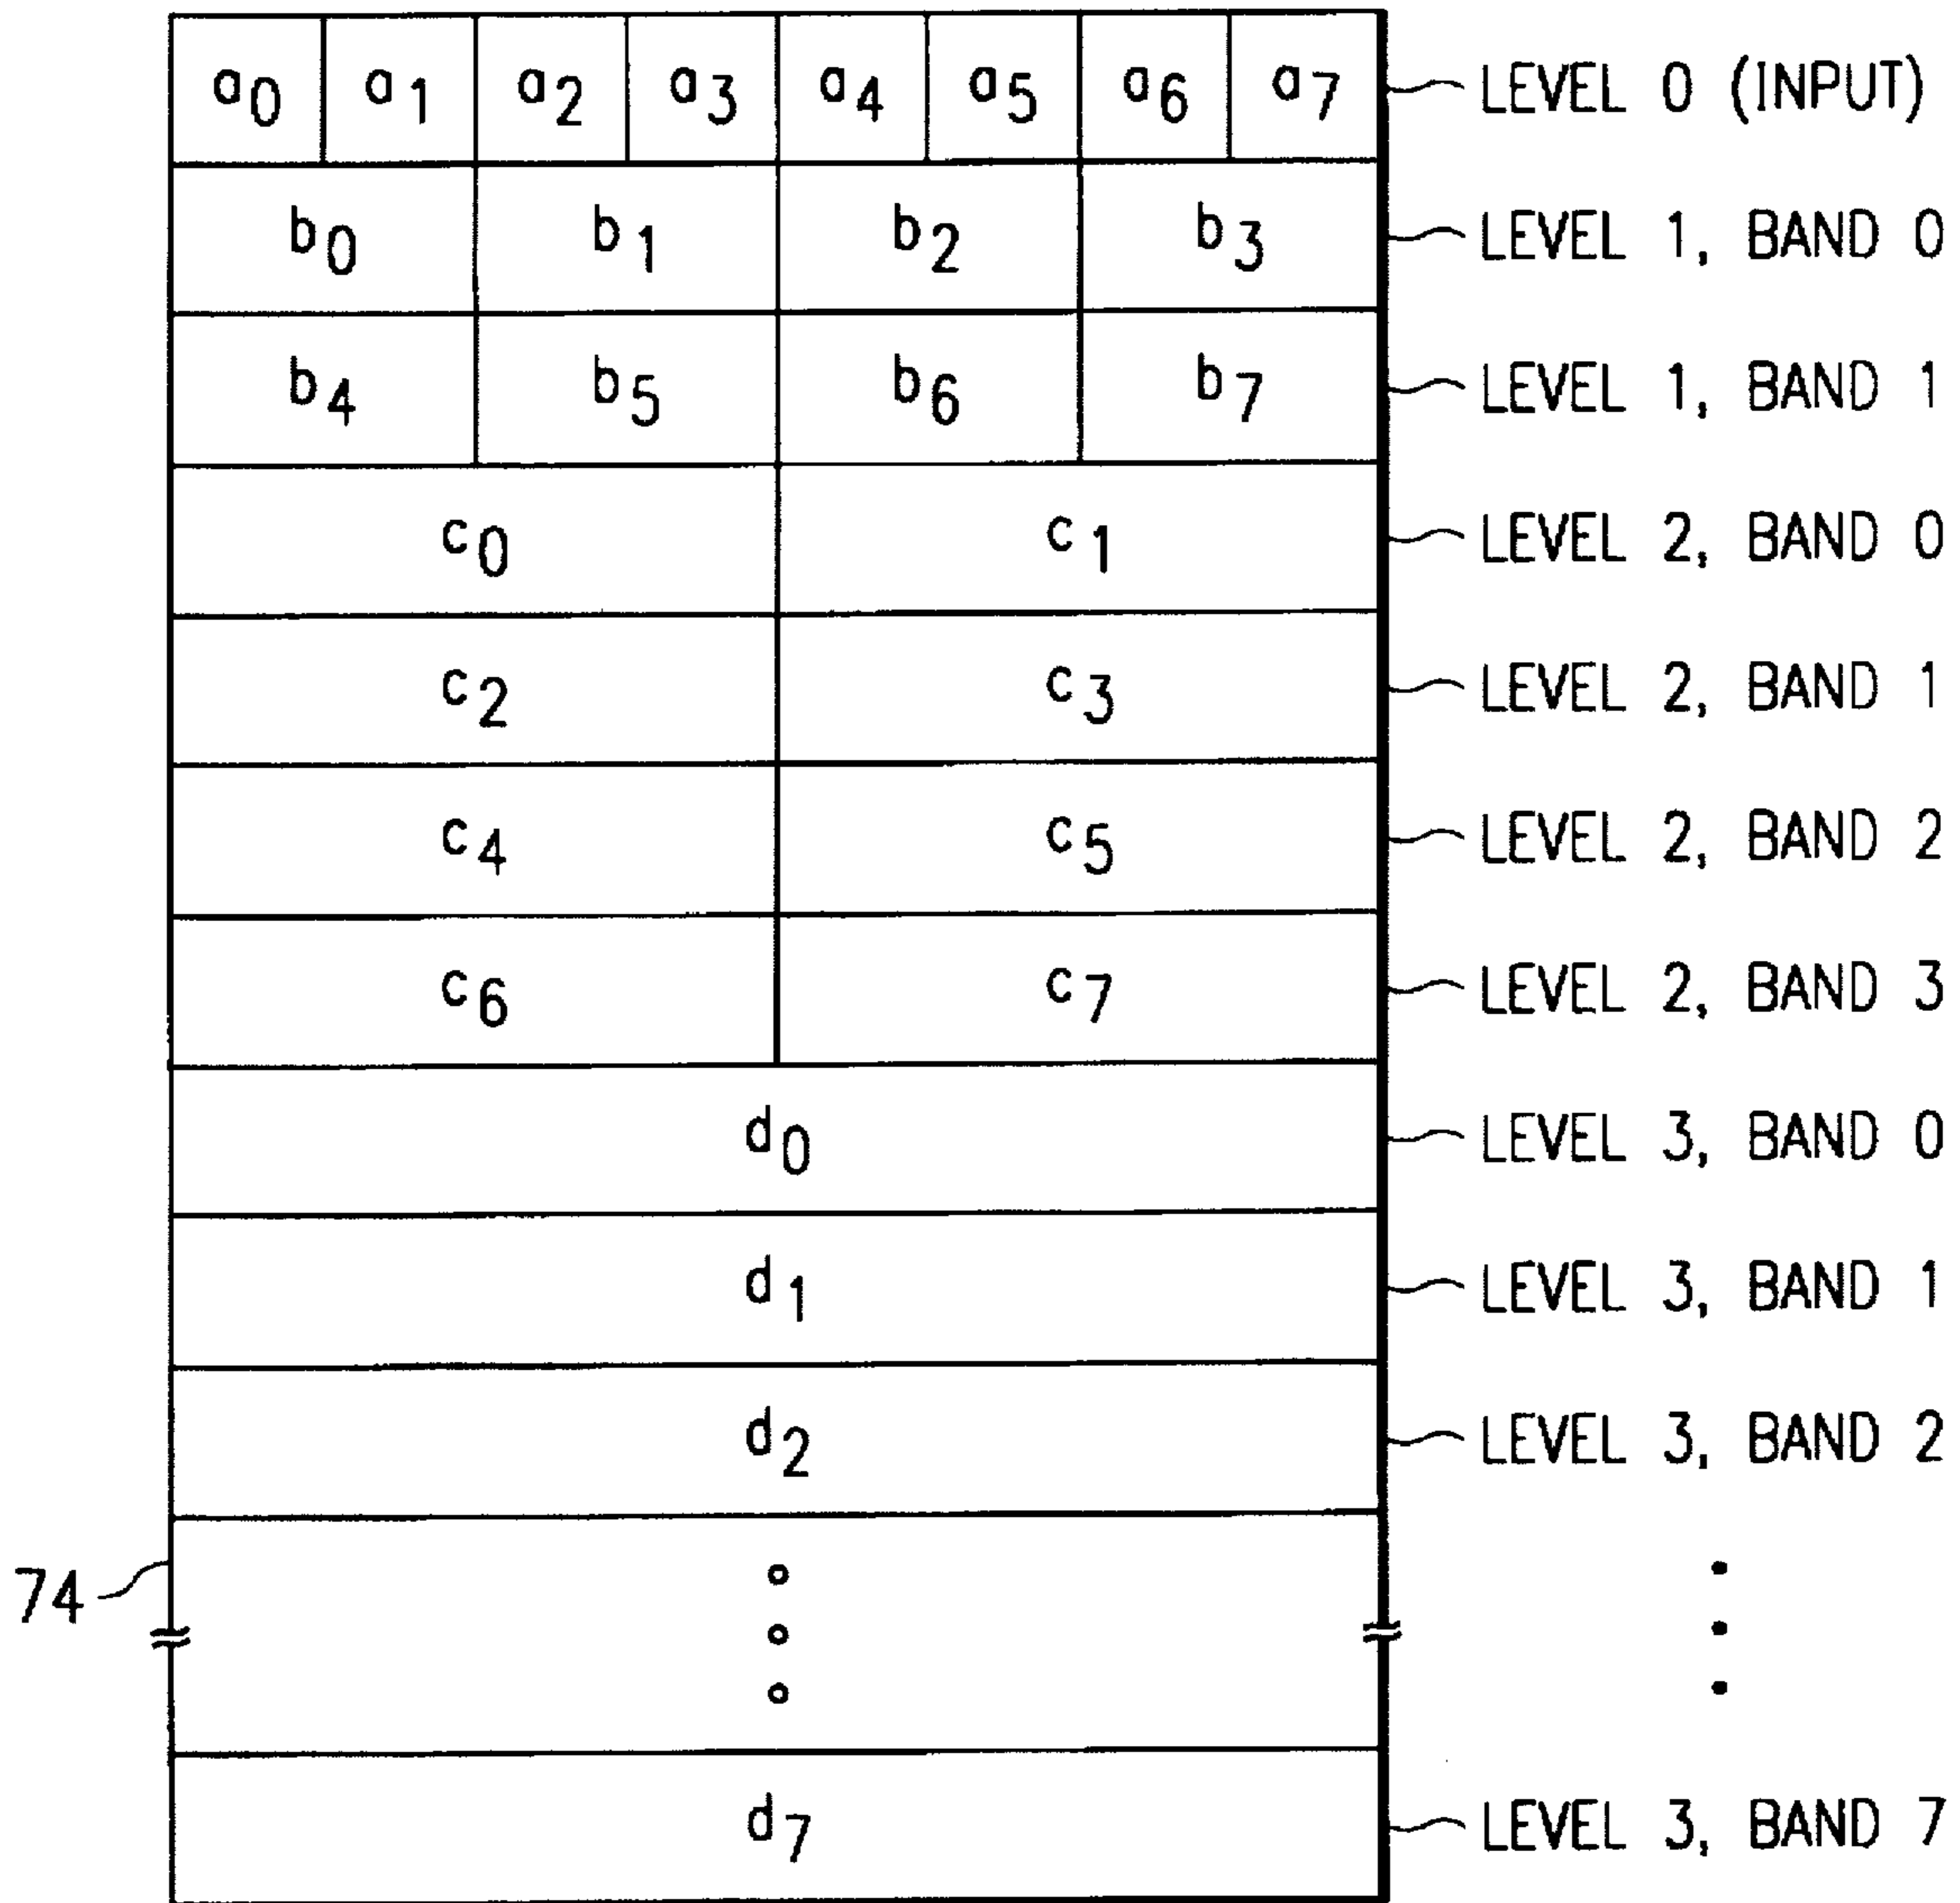 a0 a1 a2 a3 a4 a5 a6 a7 LEVEL 0 (INPUT)
b0 b1 b2 b3 LEVEL 1, BAND 0
b4 b5 b6 b7 LEVEL 1, BAND 1
c0 c1 LEVEL 2, BAND 0
c2 c3 LEVEL 2, BAND 1
c4 c5 LEVEL 2, BAND 2
c6 c7 LEVEL 2, BAND 3
d0 LEVEL 3, BAND 0
d1 LEVEL 3, BAND 1
d2 LEVEL 3, BAND 2
74
d7 LEVEL 3, BAND 7